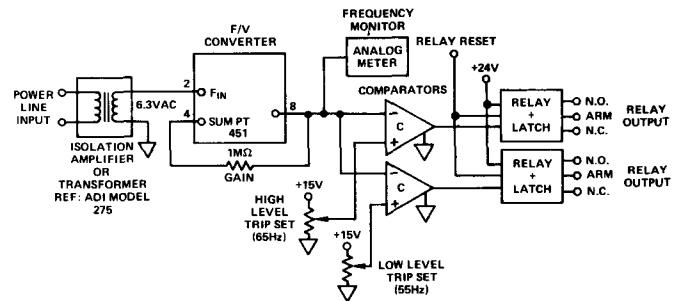 FREQUENCY
MONITOR
F/V
CONVERTER
ANALOG
METER
RELAY RESET
+24V
POWER
LINE
INPUT
6.3VAC
2
F_IN
4
SUM PT
451
8
COMPARATORS
− 
C
+
RELAY
+
LATCH
N.O.
ARM
N.C.
RELAY
OUTPUT
ISOLATION
AMPLIFIER
OR
TRANSFORMER
REF: ADI MODEL
275
1MΩ
GAIN
−
C
+
RELAY
+
LATCH
N.O.
ARM
N.C.
RELAY
OUTPUT
+15V
HIGH
LEVEL
TRIP SET
(65Hz)
+15V
LOW LEVEL
TRIP SET
(55Hz)